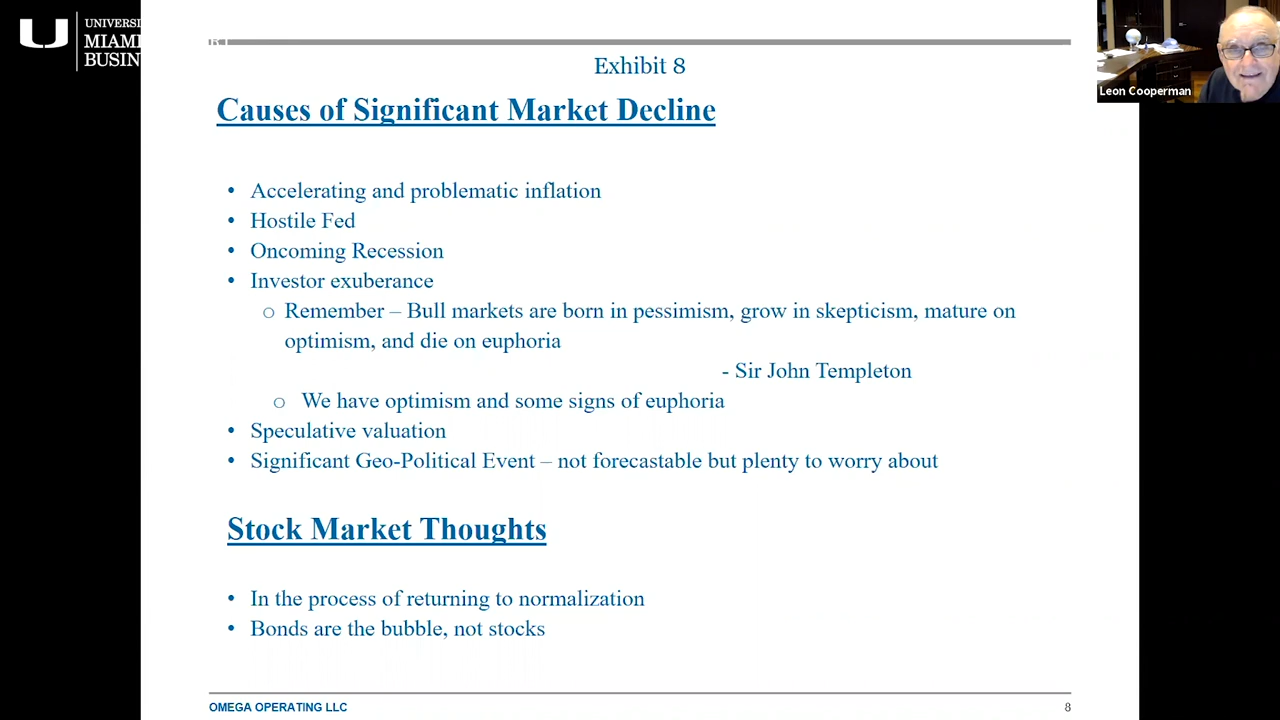 U
UNIVERSI
MIAMI
BUSIN
Exhibit 8
Causes of Significant Market Decline
• Accelerating and problematic inflation
• Hostile Fed
• Oncoming Recession
• Investor exuberance
o Remember – Bull markets are born in pessimism, grow in skepticism, mature on
optimism, and die on euphoria
- Sir John Templeton
o We have optimism and some signs of euphoria
• Speculative valuation
• Significant Geo-Political Event – not forecastable but plenty to worry about
Stock Market Thoughts
• In the process of returning to normalization
• Bonds are the bubble, not stocks
OMEGA OPERATING LLC
8
Leon Cooperman